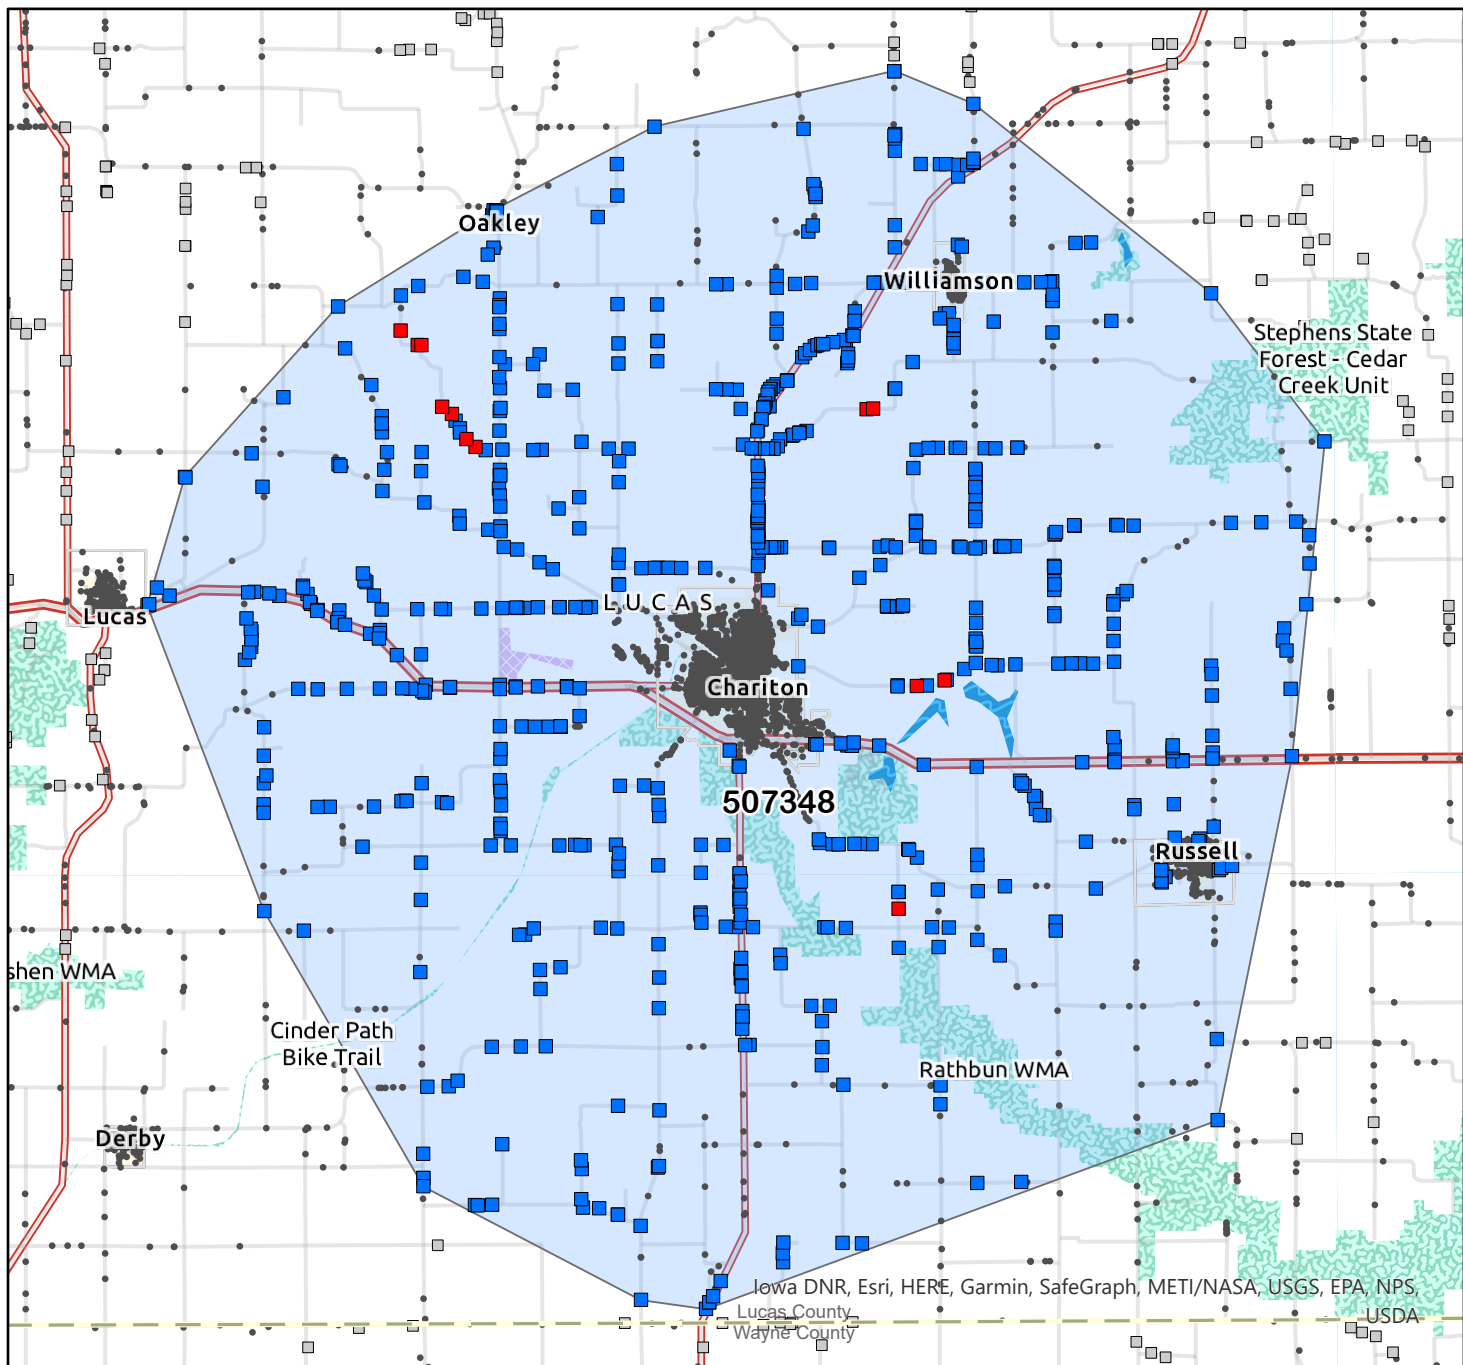 Oakley
Williamson
Stephens State
Forest - Cedar
Creek Unit
LUCAS
Lucas
Chariton
507348
Russell
shen WMA
Cinder Path
Bike Trail
Rathbun WMA
Derby
Iowa DNR, Esri, HERE, Garmin, SafeGraph, METI/NASA, USGS, EPA, NPS,
USDA
Lucas County
Wayne County